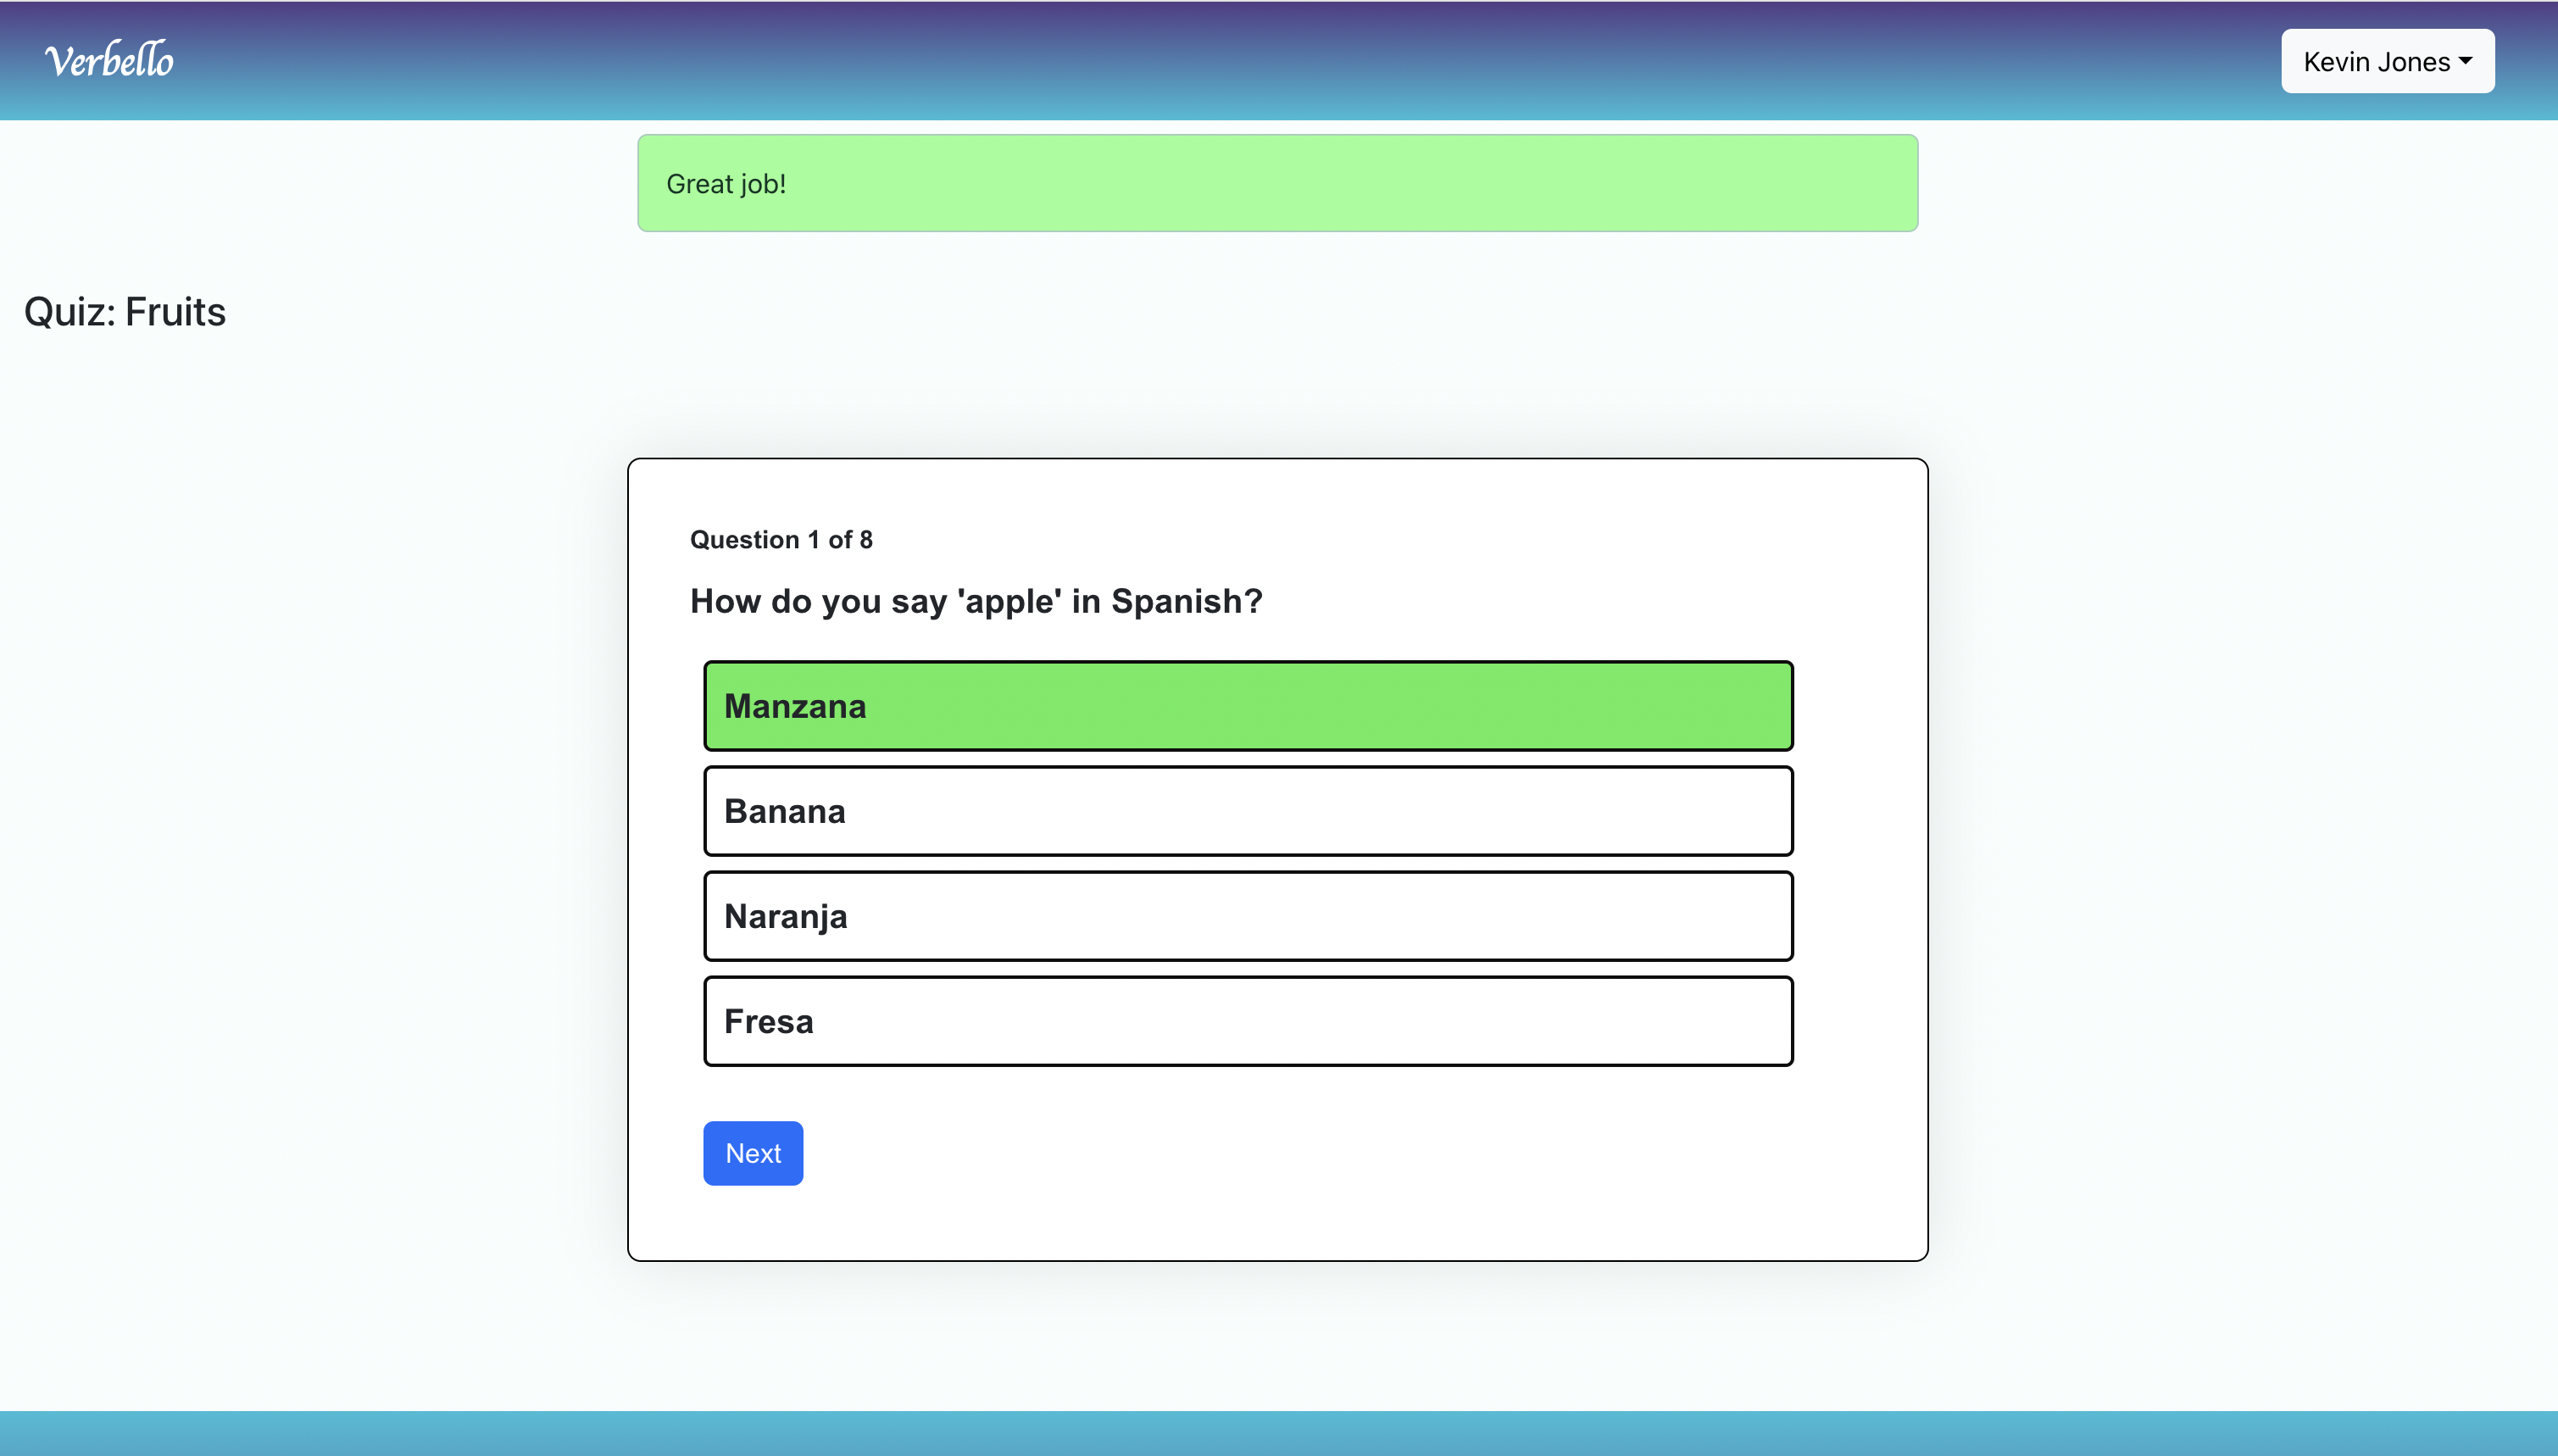 Verbello
Kevin Jones
Great job!
Quiz: Fruits
Question 1 of 8
How do you say 'apple' in Spanish?
Manzana
Banana
Naranja
Fresa
Next